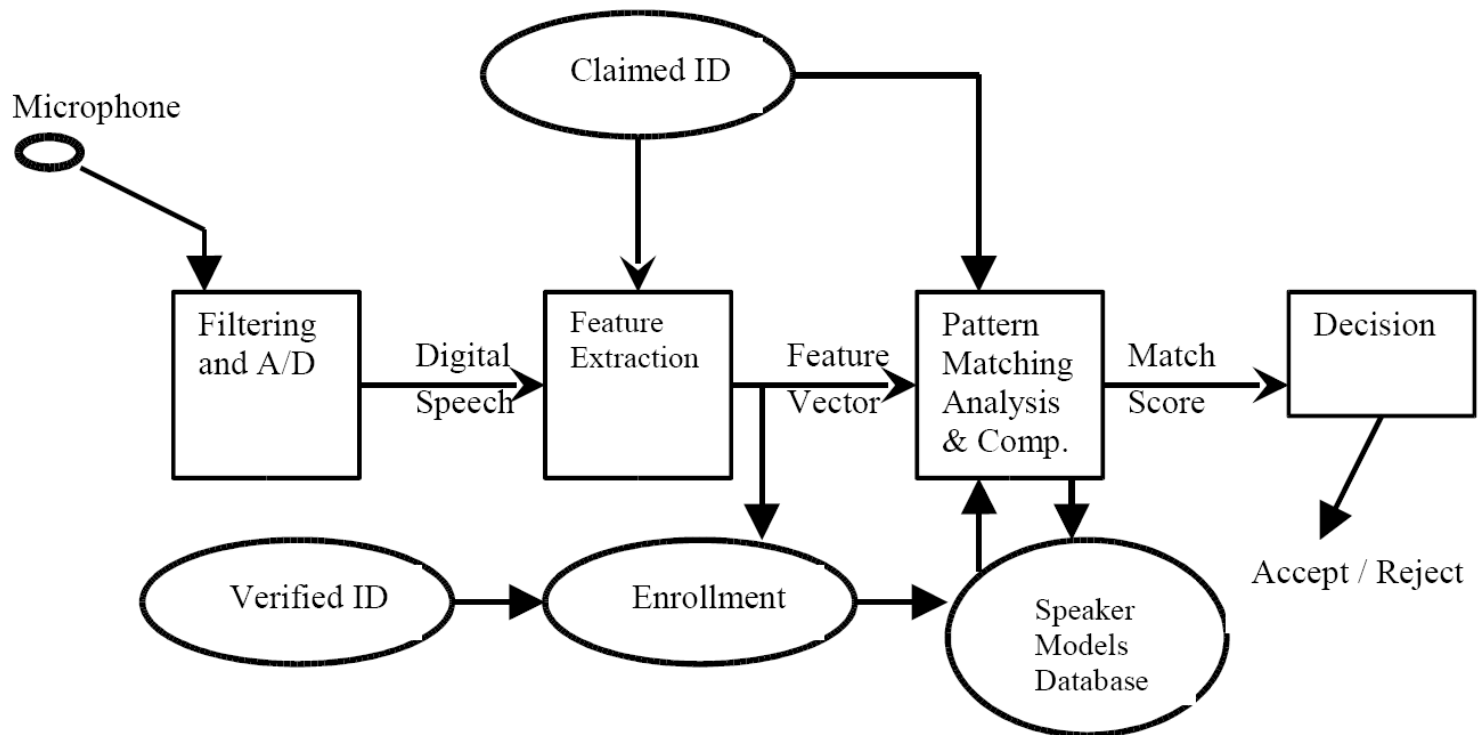 Claimed ID
Microphone
Filtering
and A/D
Digital
Speech
Feature
Extraction
Feature
Vector
Pattern
Matching
Analysis
& Comp.
Match
Score
Decision
Verified ID
Enrollment
Speaker
Models
Database
Accept / Reject